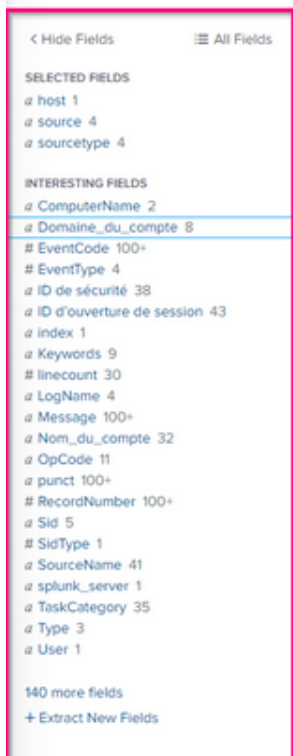 < Hide Fields
All Fields
SELECTED FIELDS
a host 1
a source 4
a sourcetype 4
INTERESTING FIELDS
a ComputerName 2
a Domaine_du_compte 8
# EventCode 100+
# EventType 4
a ID de sécurité 38
a ID d'ouverture de session 43
a index 1
a Keywords 9
# linecount 30
a LogName 4
a Message 100+
a Nom_du_compte 32
a OpCode 11
a punct 100+
# RecordNumber 100+
a Sid 5
# SidType 1
a SourceName 41
a splunk_server 1
a TaskCategory 35
a Type 3
a User 1
140 more fields
+ Extract New Fields